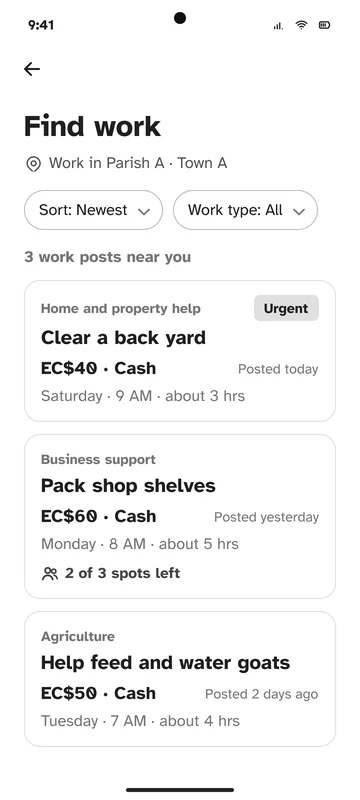 9:41
Find work
Work in Parish A · Town A
Sort: Newest
Work type: All
3 work posts near you
Home and property help
Urgent
Clear a back yard
EC$40 · Cash
Posted today
Saturday · 9 AM · about 3 hrs
Business support
Pack shop shelves
EC$60 · Cash
Posted yesterday
Monday · 8 AM · about 5 hrs
2 of 3 spots left
Agriculture
Help feed and water goats
EC$50 · Cash
Posted 2 days ago
Tuesday · 7 AM · about 4 hrs